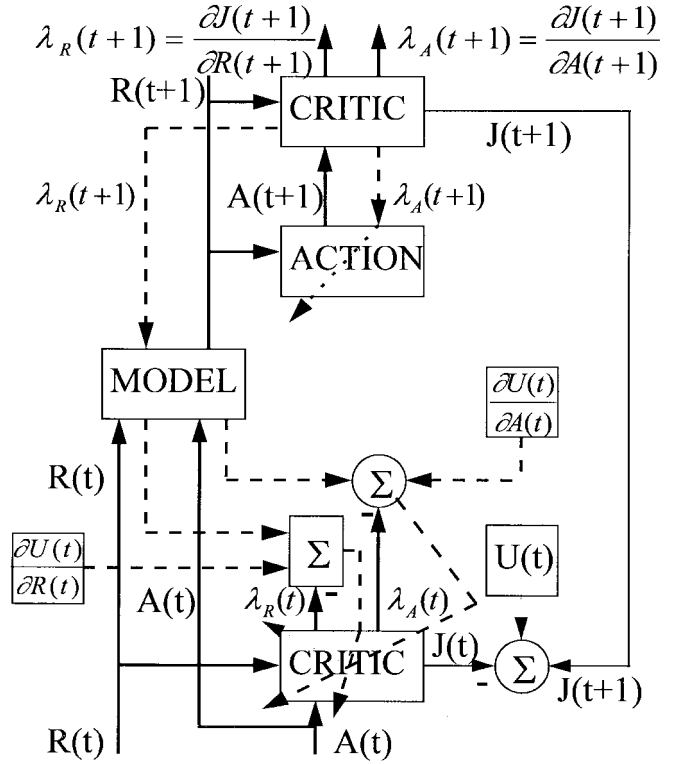 λ_R(t+1) = ∂J(t+1)/∂R(t+1)
λ_A(t+1) = ∂J(t+1)/∂A(t+1)
R(t+1)
CRITIC
J(t+1)
λ_R(t+1)
A(t+1)
λ_A(t+1)
ACTION
MODEL
∂U(t)/∂A(t)
R(t)
Σ
-
∂U(t)/∂R(t)
Σ
-
U(t)
A(t)
λ_R(t)
λ_A(t)
CRITIC
J(t)
Σ
-
J(t+1)
R(t)
A(t)